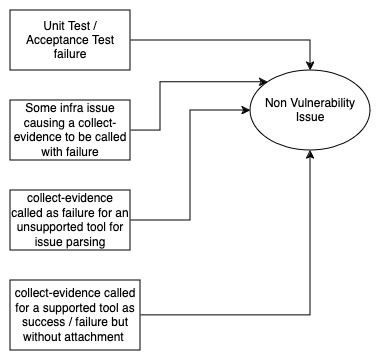 Unit Test /
Acceptance Test
failure
Some infra issue
causing a collect-
evidence to be called
with failure
Non Vulnerability
Issue
collect-evidence
called as failure for an
unsupported tool for
issue parsing
collect-evidence called
for a supported tool as
success / failure but
without attachment